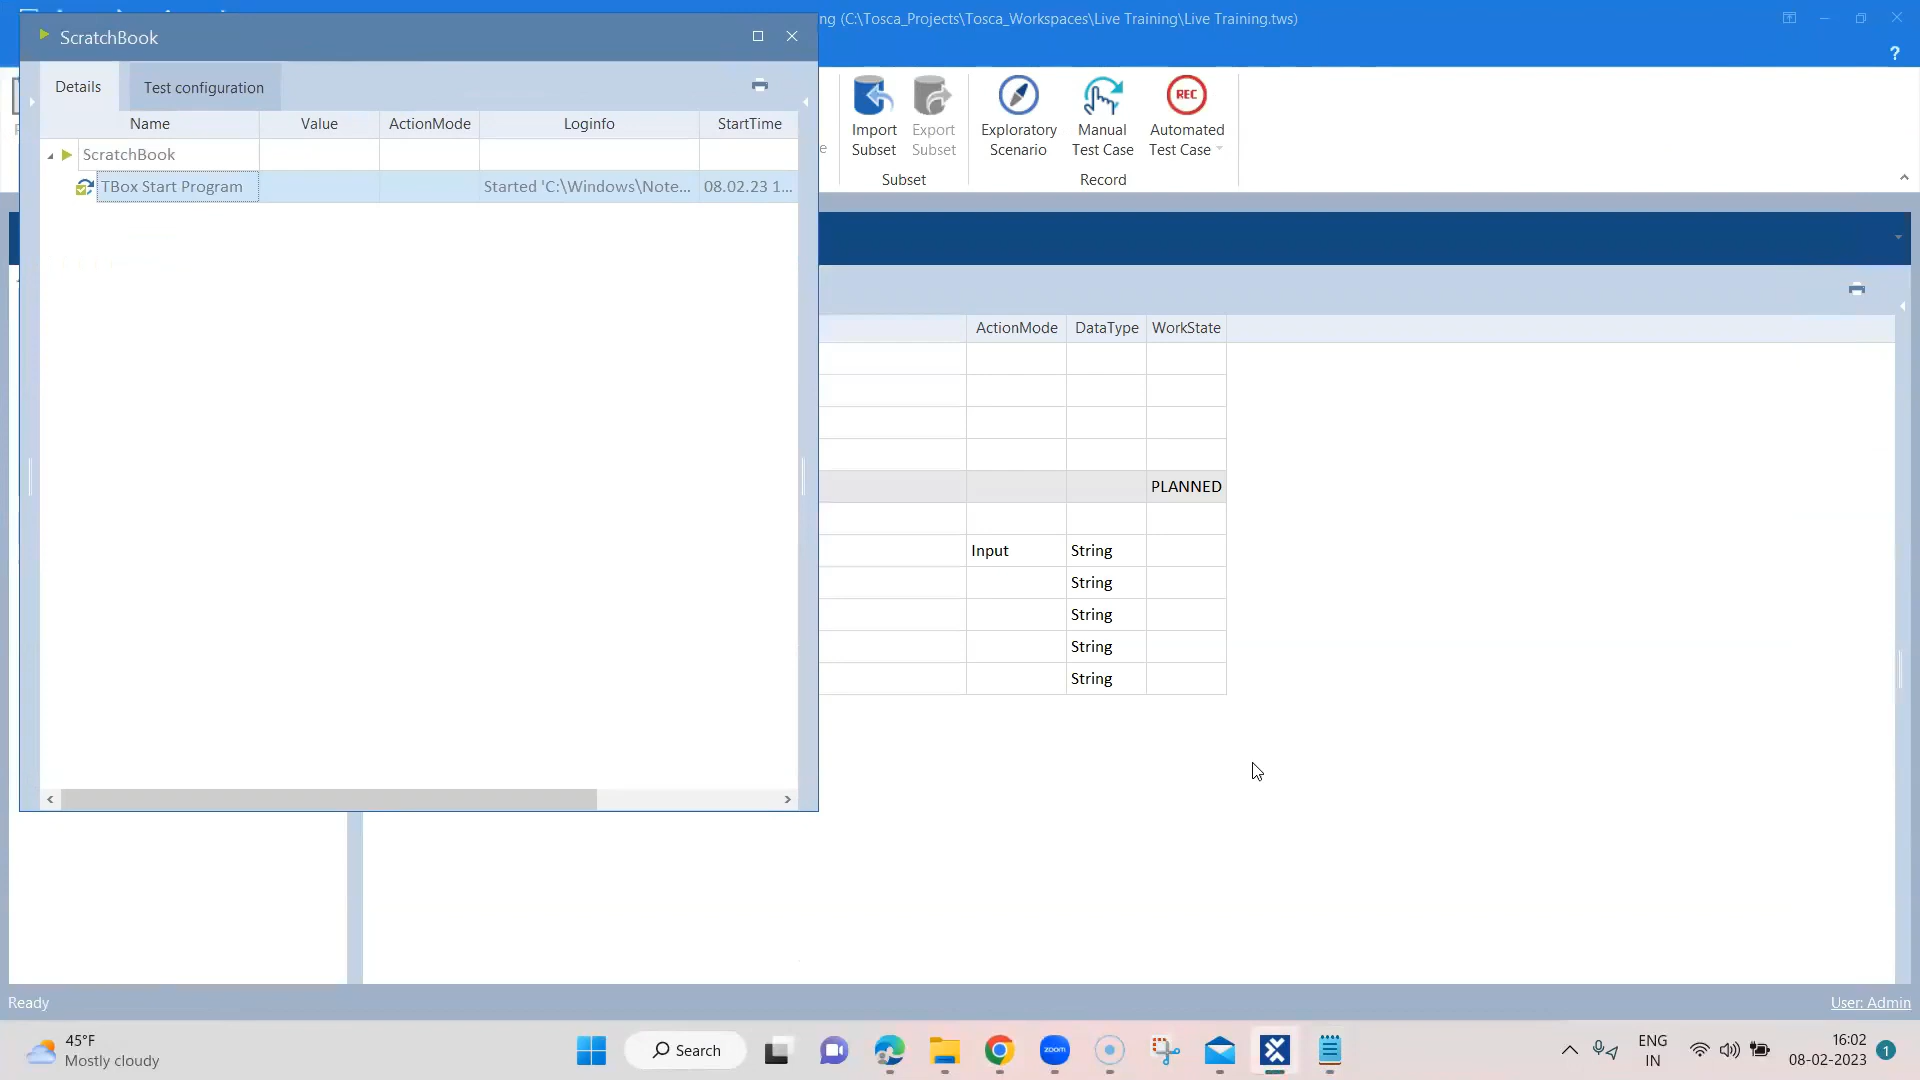 ng (C:\Tosca_Projects\Tosca_Workspaces\Live Training\Live Training.tws)
ScratchBook
?
Details
Test configuration
Name
Value
ActionMode
Loginfo
StartTime
ScratchBook
TBox Start Program
Started 'C:\Windows\Note...
08.02.23 1...
Import
Subset
Export
Subset
Subset
Exploratory
Scenario
Manual
Test Case
REC
Automated
Test Case
Record
ActionMode
DataType
WorkState
PLANNED
Input
String
String
String
String
String
Ready
User: Admin
45°F
Mostly cloudy
Search
zoom
ENG
IN
16:02
08-02-2023
1